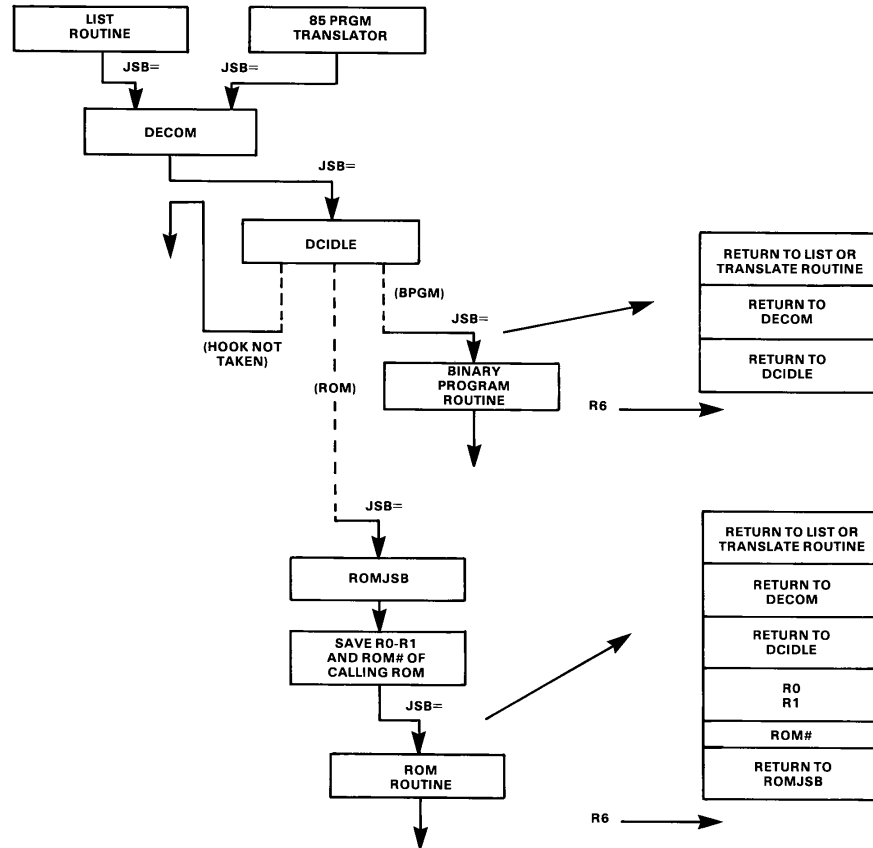 LIST
ROUTINE
85 PRGM
TRANSLATOR
JSB=
JSB=
DECOM
JSB=
DCIDLE
(BPGM)
JSB=
(HOOK NOT
TAKEN)
(ROM)
BINARY
PROGRAM
ROUTINE
RETURN TO LIST OR
TRANSLATE ROUTINE
RETURN TO
DECOM
RETURN TO
DCIDLE
R6
JSB=
ROMJSB
SAVE R0-R1
AND ROM# OF
CALLING ROM
JSB=
ROM
ROUTINE
RETURN TO LIST OR
TRANSLATE ROUTINE
RETURN TO
DECOM
RETURN TO
DCIDLE
R0
R1
ROM#
RETURN TO
ROMJSB
R6